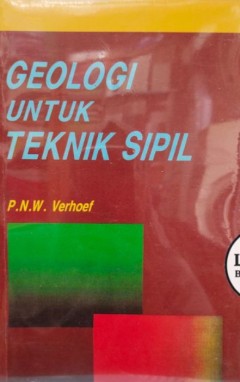 GEOLOGI
UNTUK
TEKNIK SIPIL
P.N.W. Verhoef